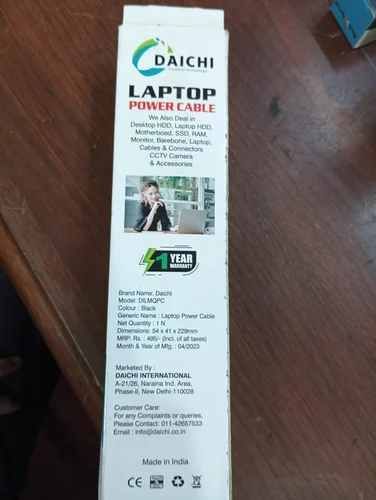 DAICHI
LAPTOP
POWER CABLE
We Also Deal in
Desktop HDD, Laptop HDD,
Motherboed, SSD, RAM,
Monitor, Barebone, Laptop,
Cables & Connectors
CCTV Camera
& Accessories
1 YEAR
WARRANTY
Brand Name: Daichi
Model: DILMQPC
Colour : Black
Generic Name : Laptop Power Cable
Net Quantity : 1 N
Dimensions: 54 x 41 x 229mm
MRP. Rs. : 495/- (Incl. of all taxes)
Month & Year of Mfg. : 04/2023
Marketed By :
DAICHI INTERNATIONAL
A-21/26, Naraina Ind. Area,
Phase-II, New Delhi-110028
Customer Care:
For any Complaints or queries.
Please Contact: 011-42657533
Email : info@daichi.co.in
Made in India
CE